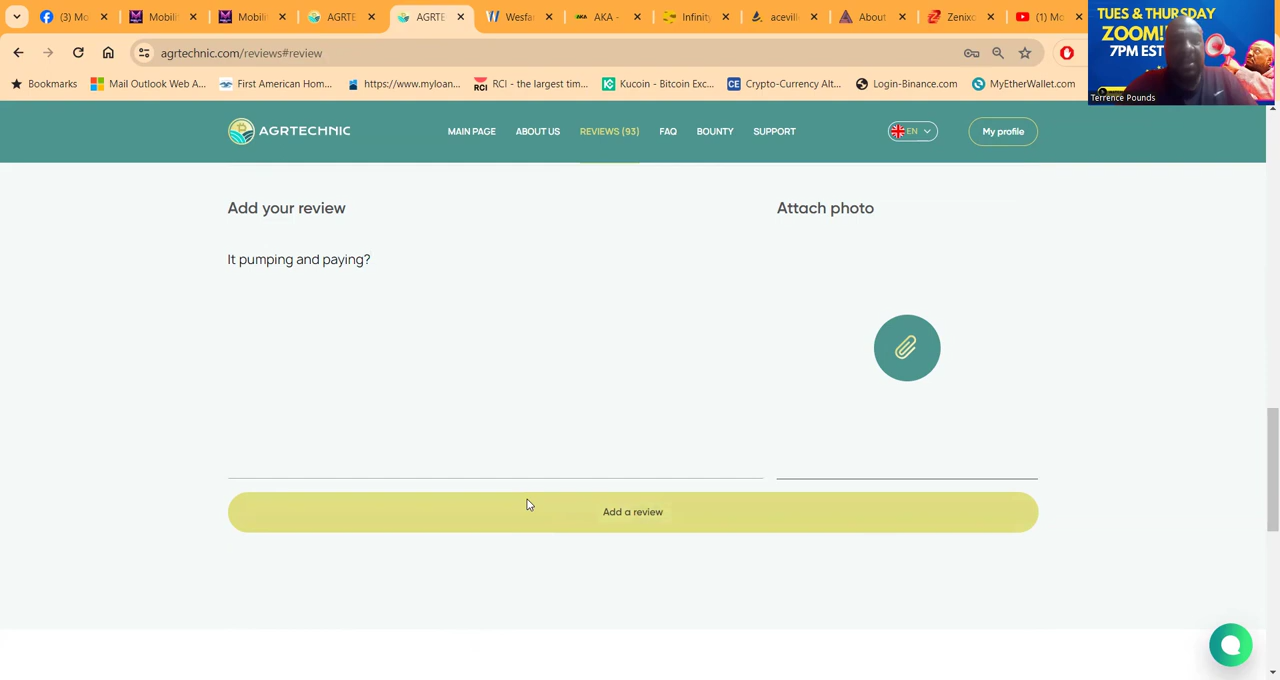 (3) Mo
Mobili
Mobili
AGRTE
AGRTE
Wesfar
AKA -
Infinity
acevill
About
Zenixc
(1) Mo
agrtechnic.com/reviews#review
Bookmarks
Mail Outlook Web A...
First American Hom...
https://www.myloan...
RCI - the largest tim...
Kucoin - Bitcoin Exc...
Crypto-Currency Alt...
Login-Binance.com
MyEtherWallet.com
TUES & THURSDAY
ZOOM!
7PM EST
Terrence Pounds
AGRTECHNIC
MAIN PAGE
ABOUT US
REVIEWS (93)
FAQ
BOUNTY
SUPPORT
EN
My profile
Add your review
Attach photo
It pumping and paying?
Add a review